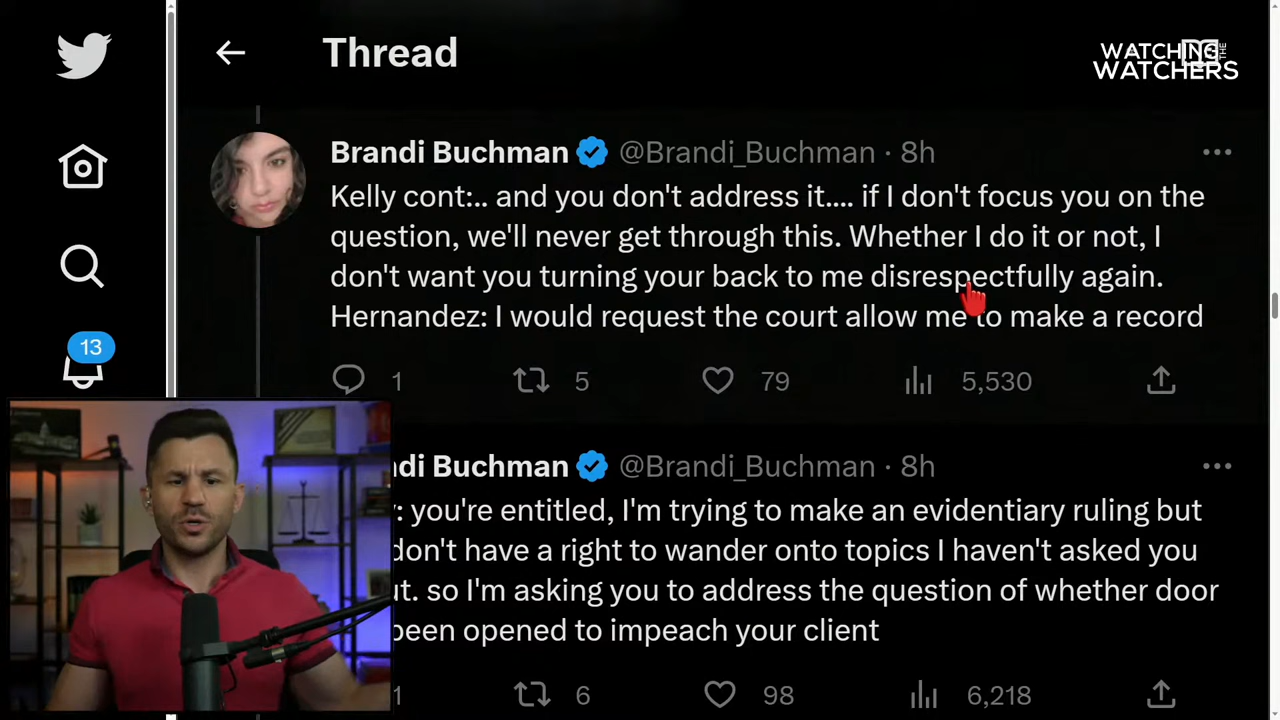 Thread
WATCHING THE
WATCHERS
Brandi Buchman @Brandi_Buchman · 8h
Kelly cont:.. and you don't address it.... if I don't focus you on the
question, we'll never get through this. Whether I do it or not, I
don't want you turning your back to me disrespectfully again.
Hernandez: I would request the court allow me to make a record
1 5 79 5,530
13
di Buchman @Brandi_Buchman · 8h
: you're entitled, I'm trying to make an evidentiary ruling but
don't have a right to wander onto topics I haven't asked you
ut. so I'm asking you to address the question of whether door
been opened to impeach your client
1 6 98 6,218